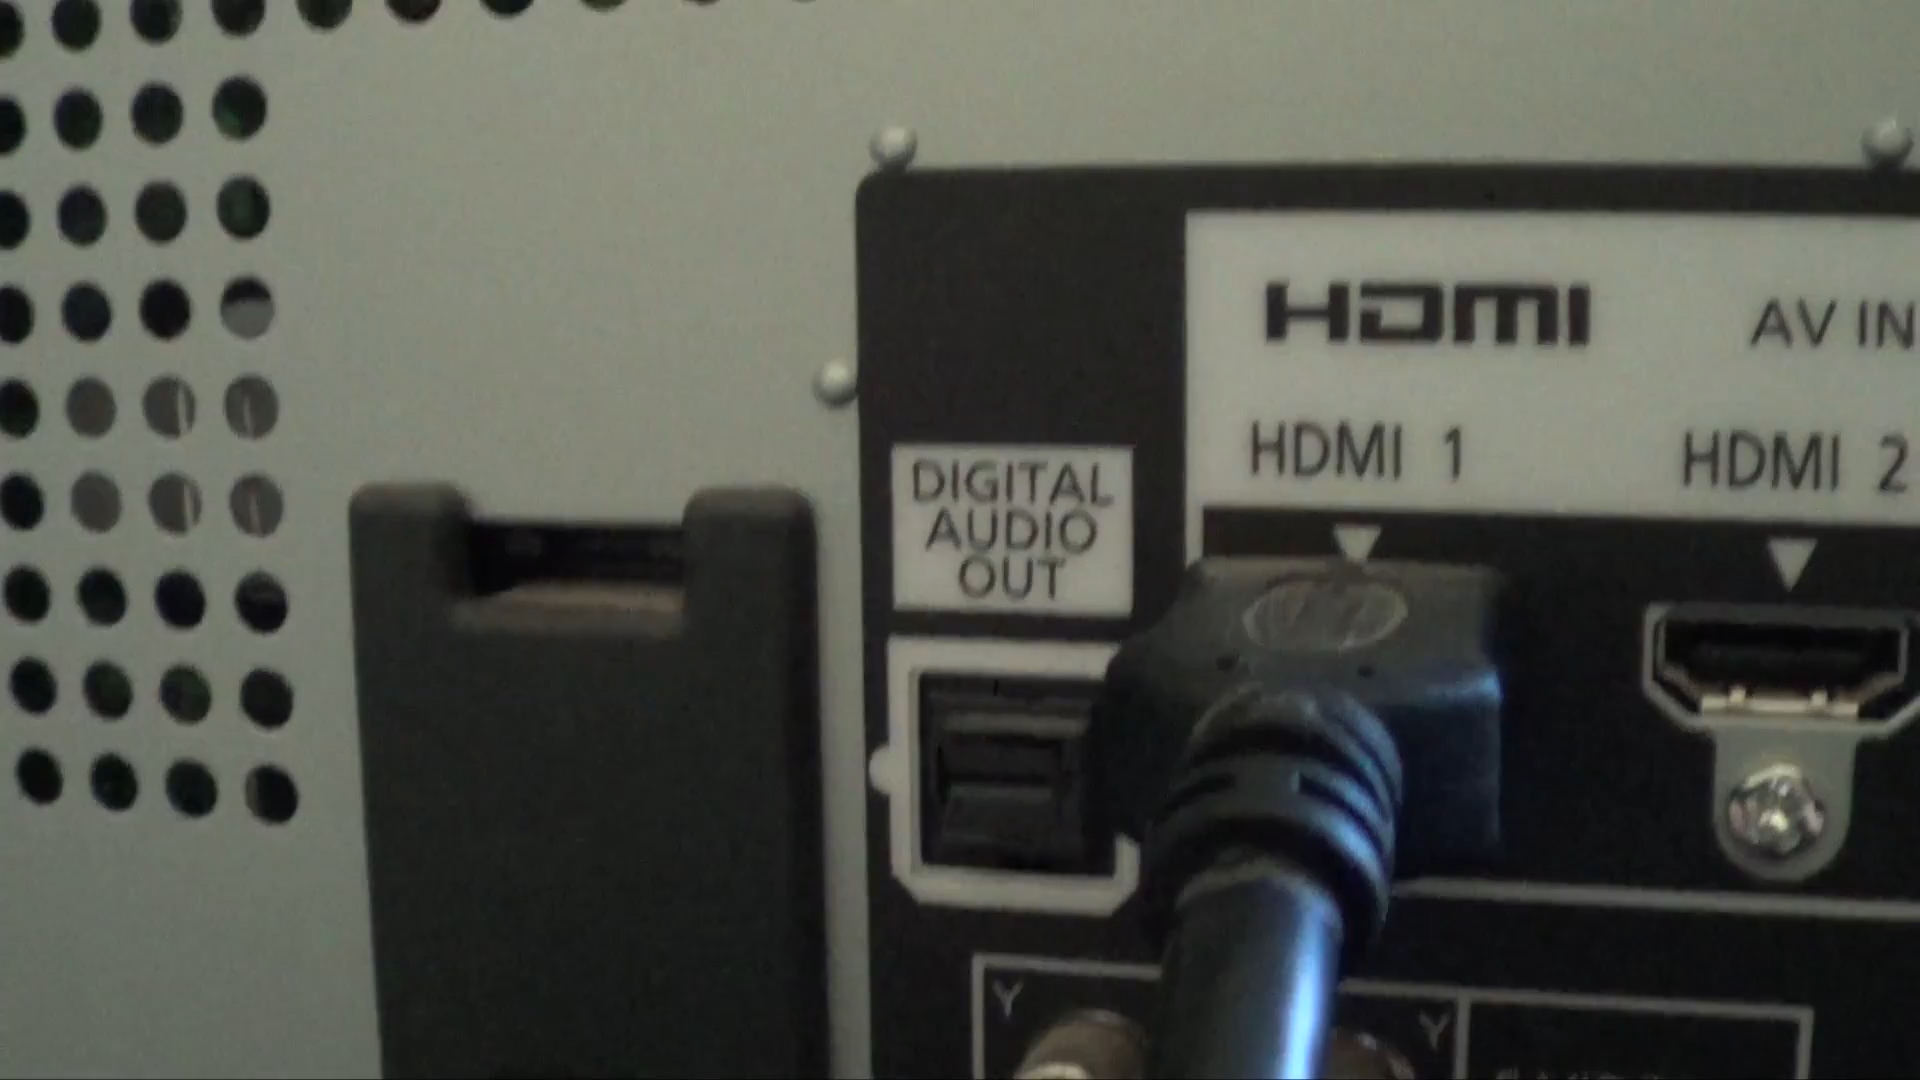 HDMI AV IN
HDMI 1 HDMI 2
DIGITAL
AUDIO
OUT
Y
Y